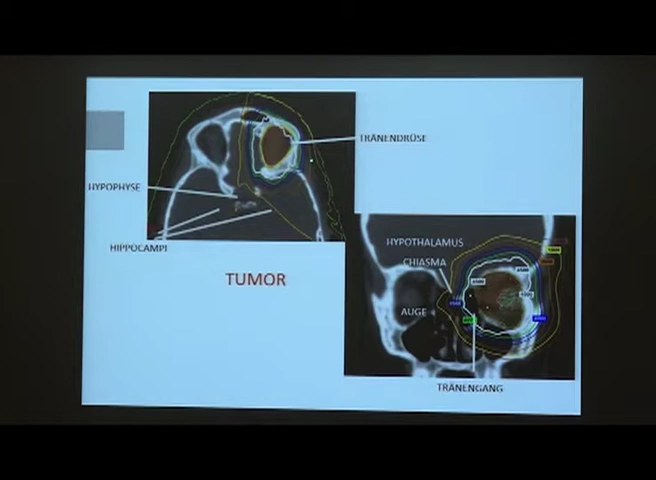 TRÄNENDRÜSE
HYPOPHYSE
HYPOTHALAMUS
HIPPOCAMPI
CHIASMA
TUMOR
AUGE
TRÄNENGANG